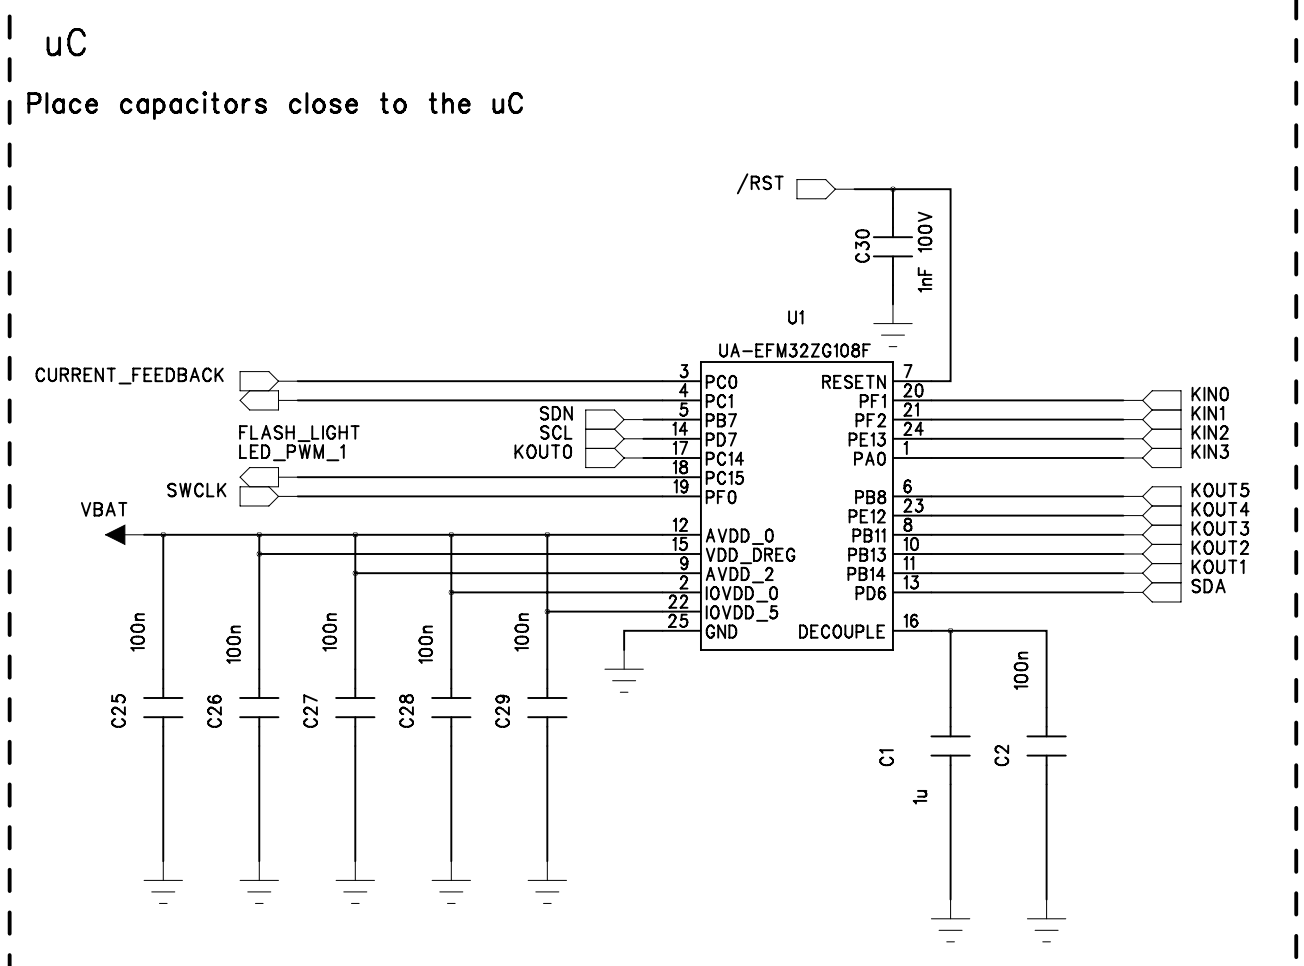 uC
Place capacitors close to the uC
/RST
C30
1nF 100V
U1
UA-EFM32ZG108F
CURRENT_FEEDBACK
FLASH_LIGHT
LED_PWM_1
SDN
SCL
KOUT0
SWCLK
VBAT
3 PC0
4 PC1
5 PB7
14 PD7
17 PC14
18 PC15
19 PF0
12 AVDD_0
15 VDD_DREG
9 AVDD_2
2 IOVDD_0
22 IOVDD_5
25 GND
RESETN 7
PF1 20 KIN0
PF2 21 KIN1
PE13 24 KIN2
PA0 1 KIN3
PB8 6 KOUT5
PE12 23 KOUT4
PB11 8 KOUT3
PB13 10 KOUT2
PB14 11 KOUT1
PD6 13 SDA
DECOUPLE 16
100n
C25
100n
C26
100n
C27
100n
C28
100n
C29
C1
1u
100n
C2